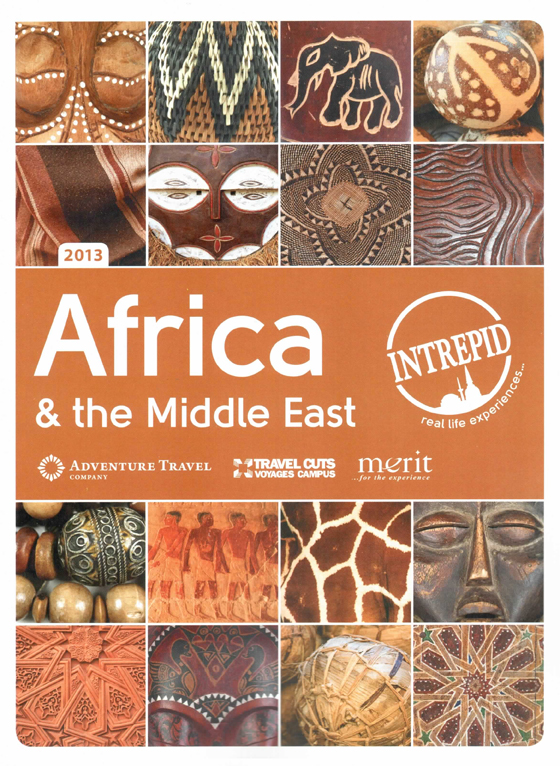 2013
Africa
& the Middle East
INTREPID
real life experiences...
ADVENTURE TRAVEL
COMPANY
TRAVEL CUTS
VOYAGES CAMPUS
merit
...for the experience